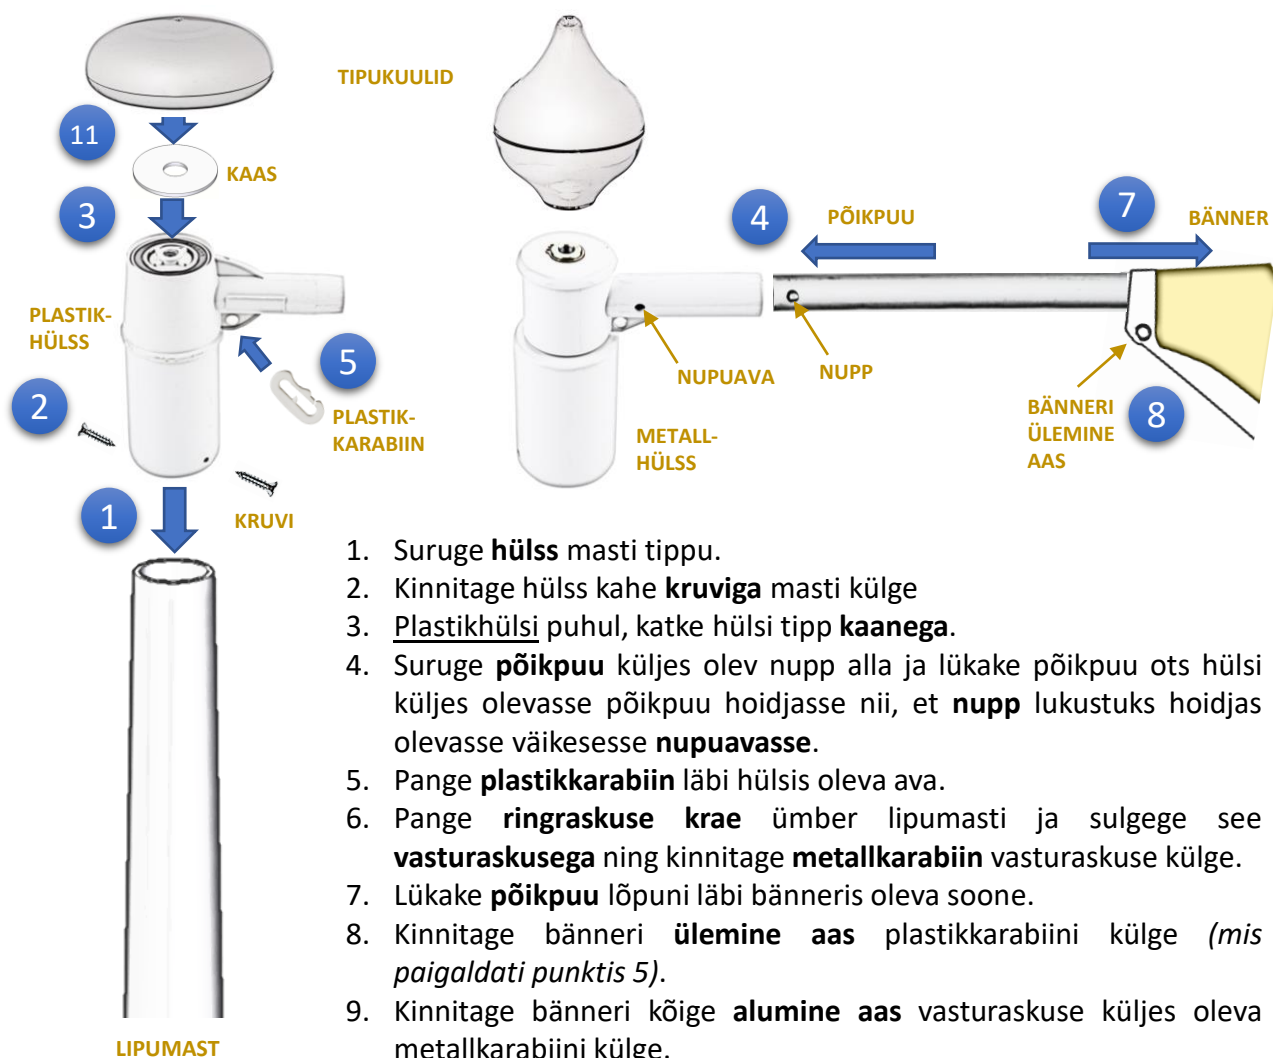 TIPUKUULID
11
KAAS
3
4
PÕIKPUU
7
BÄNNER
PLASTIK-
HÜLSS
5
NUPUAVA
NUPP
2
PLASTIK-
KARABIIN
METALL-
HÜLSS
BÄNNERI
ÜLEMINE
AAS
8
1
KRUVI
1. Suruge hülss masti tippu.
2. Kinnitage hülss kahe kruviga masti külge
3. Plastikhülsi puhul, katke hülsi tipp kaanega.
4. Suruge põikpuu küljes olev nupp alla ja lükake põikpuu ots hülsi
küljes olevasse põikpuu hoidjasse nii, et nupp lukustuks hoidjas
olevasse väikesesse nupuavasse.
5. Pange plastikkarabiin läbi hülsis oleva ava.
6. Pange ringraskuse krae ümber lipumasti ja sulgege see
vasturaskusega ning kinnitage metallkarabiin vasturaskuse külge.
7. Lükake põikpuu lõpuni läbi bänneris oleva soone.
8. Kinnitage bänneri ülemine aas plastikkarabiini külge (mis
paigaldati punktis 5).
9. Kinnitage bänneri kõige alumine aas vasturaskuse küljes oleva
metallkarabiini külge.
LIPUMAST